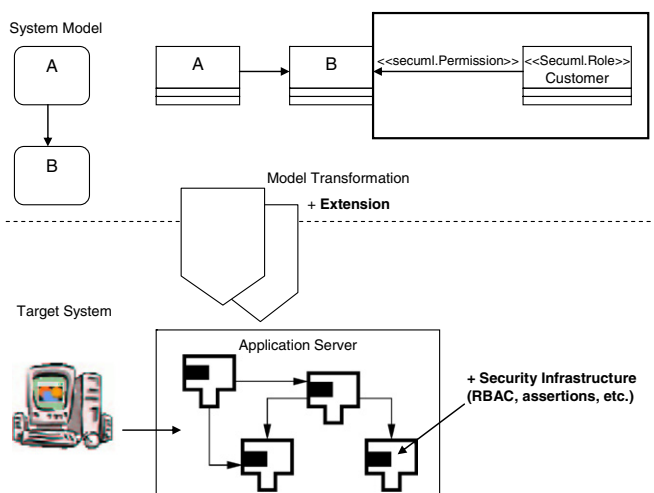 System Model
A
B
A
B
<<secuml.Permission>>
<<Secuml.Role>>
Customer
Model Transformation
+ Extension
Target System
Application Server
+ Security Infrastructure
(RBAC, assertions, etc.)